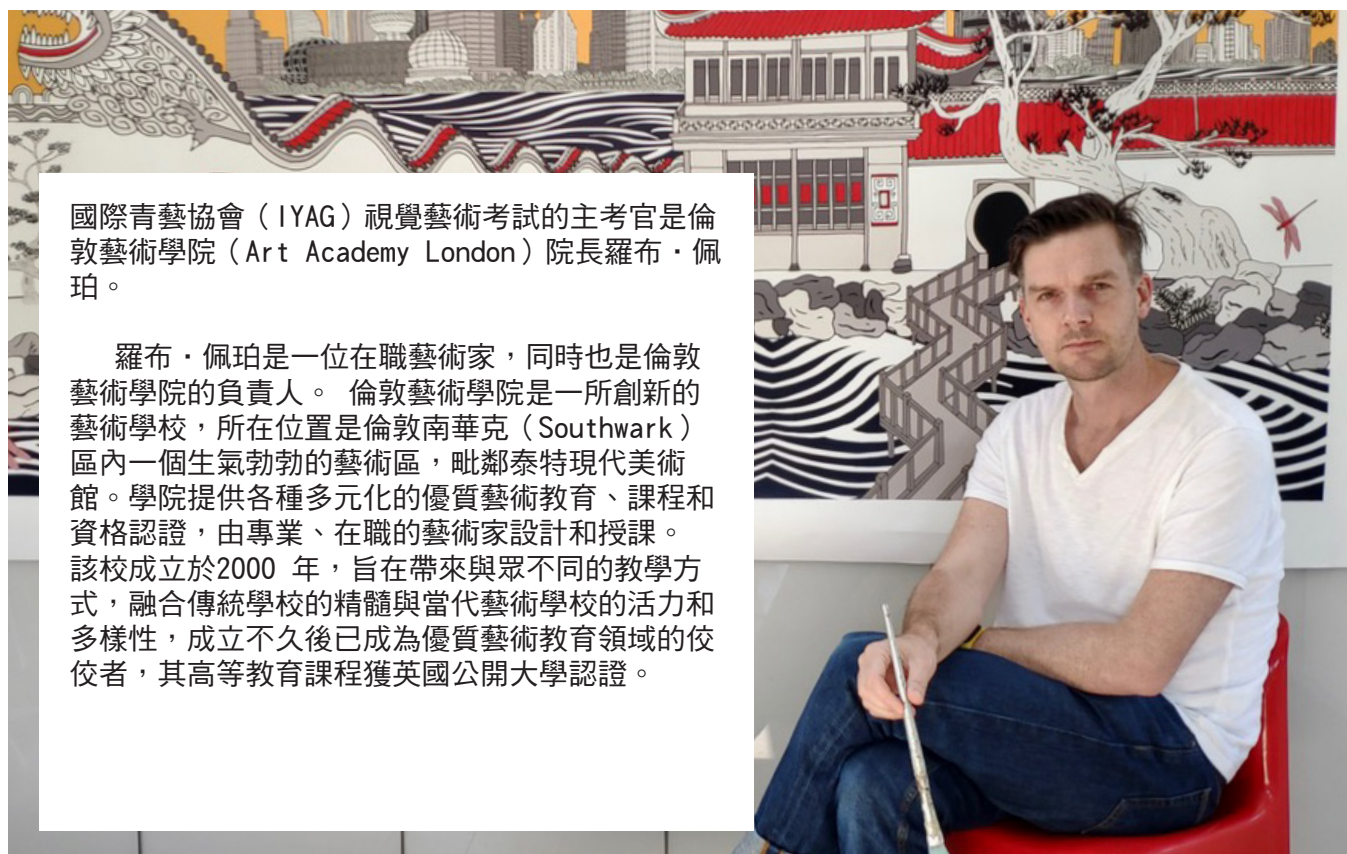 國際青藝協會（IYAG）視覺藝術考試的主考官是倫
敦藝術學院（Art Academy London）院長羅布・佩
珀。
羅布・佩珀是一位在職藝術家，同時也是倫敦
藝術學院的負責人。 倫敦藝術學院是一所創新的
藝術學校，所在位置是倫敦南華克（Southwark）
區內一個生氣勃勃的藝術區，毗鄰泰特現代美術
館。學院提供各種多元化的優質藝術教育、課程和
資格認證，由專業、在職的藝術家設計和授課。
該校成立於2000 年，旨在帶來與眾不同的教學方
式，融合傳統學校的精髓與當代藝術學校的活力和
多樣性，成立不久後已成為優質藝術教育領域的佼
佼者，其高等教育課程獲英國公開大學認證。